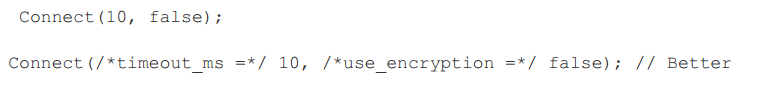 Connect(10, false);
Connect(/*timeout_ms =*/ 10, /*use_encryption =*/ false); // Better